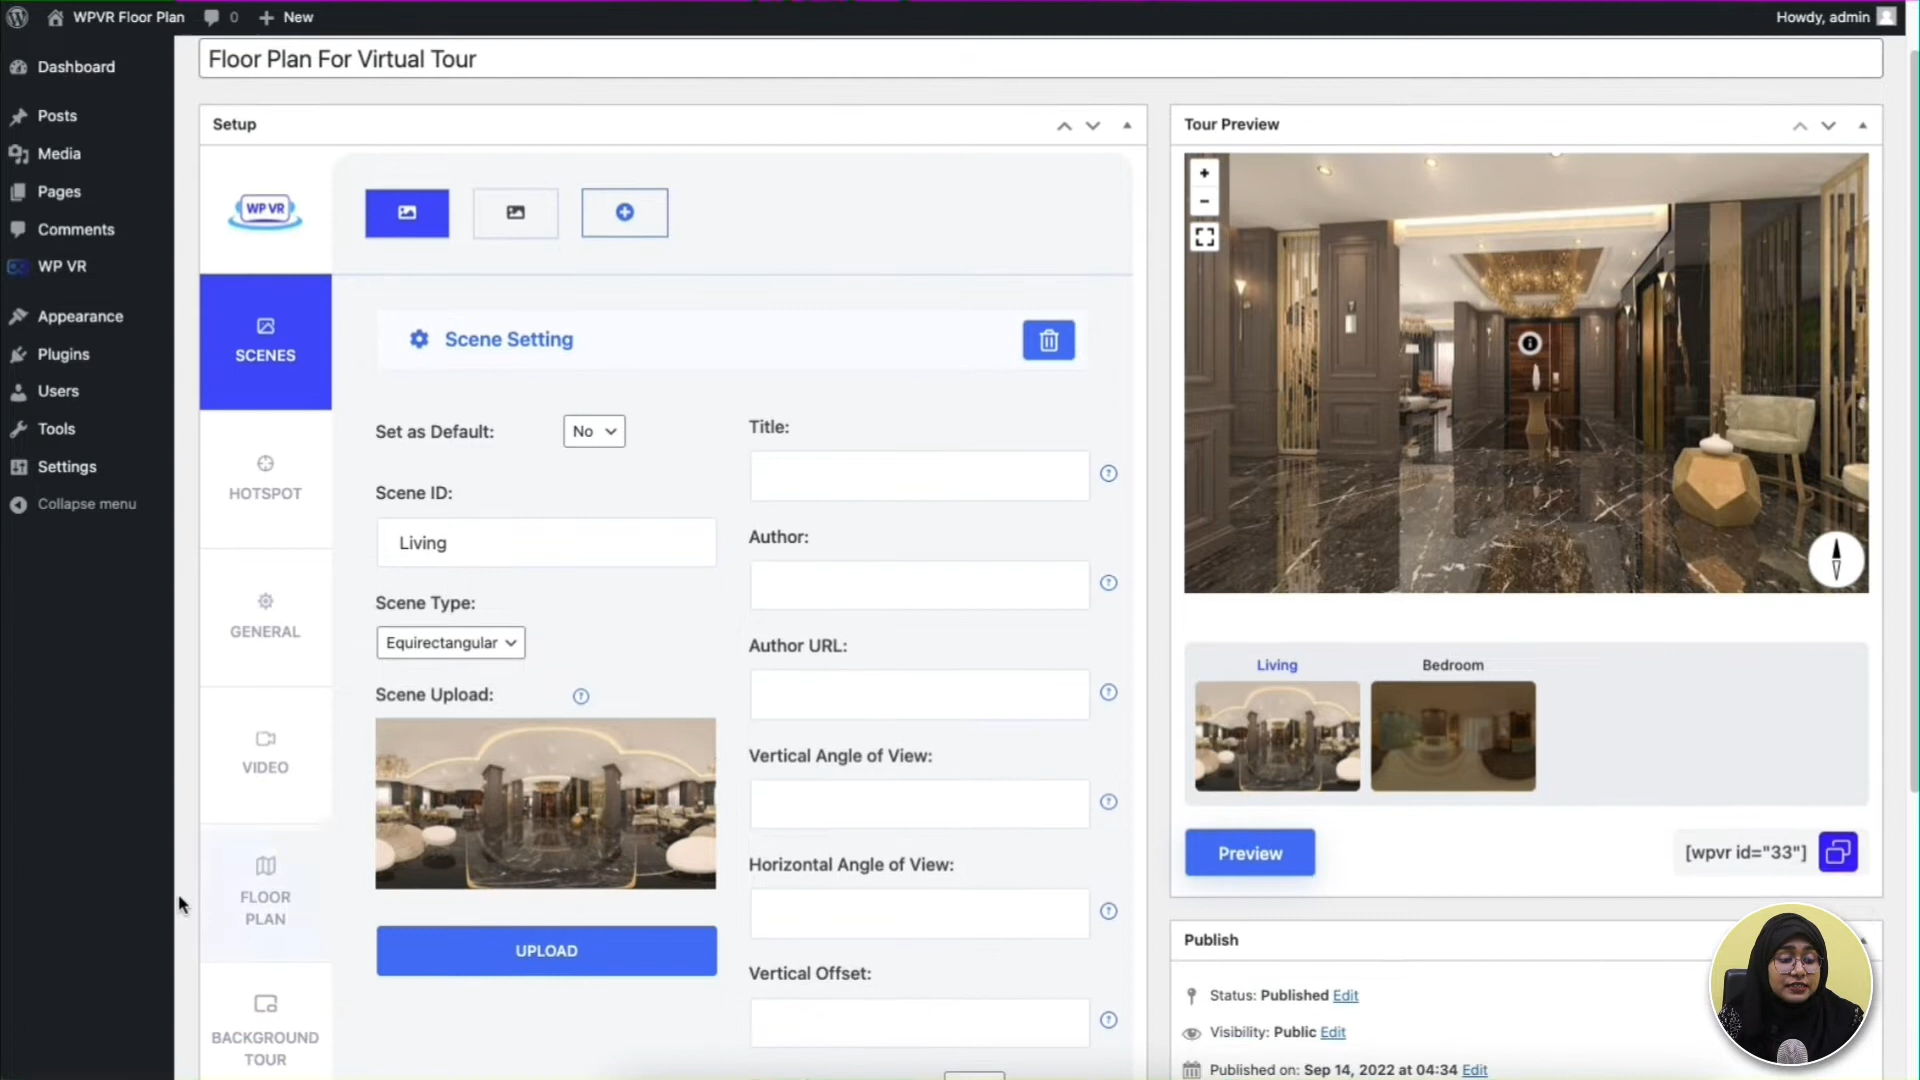 WPVR Floor Plan
0
New
Howdy, admin
Dashboard
Posts
Media
Pages
Comments
WP VR
Appearance
Plugins
Users
Tools
Settings
Collapse menu
Floor Plan For Virtual Tour
Setup
WP VR
SCENES
HOTSPOT
GENERAL
VIDEO
FLOOR
PLAN
BACKGROUND
TOUR
Scene Setting
Set as Default:
No
Scene ID:
Living
Scene Type:
Equirectangular
Scene Upload:
UPLOAD
Title:
Author:
Author URL:
Vertical Angle of View:
Horizontal Angle of View:
Vertical Offset:
Tour Preview
Living
Bedroom
Preview
[wpvr id="33"]
Publish
Status: Published Edit
Visibility: Public Edit
Published on: Sep 14, 2022 at 04:34 Edit